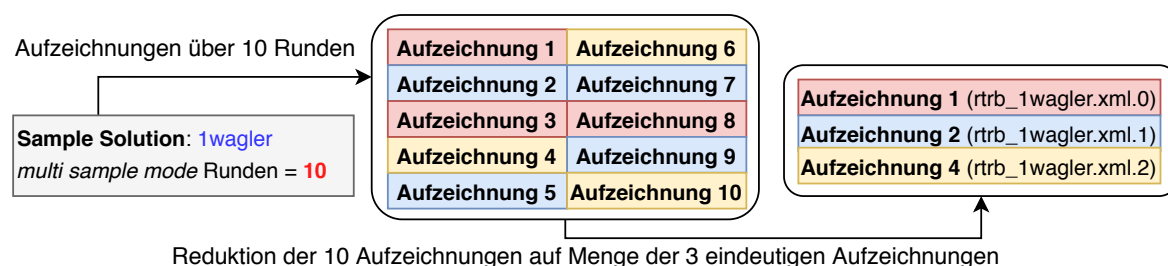 Aufzeichnungen über 10 Runden
Sample Solution: 1wagler
multi sample mode Runden = 10
Aufzeichnung 1 Aufzeichnung 6
Aufzeichnung 2 Aufzeichnung 7
Aufzeichnung 3 Aufzeichnung 8
Aufzeichnung 4 Aufzeichnung 9
Aufzeichnung 5 Aufzeichnung 10
Aufzeichnung 1 (rtrb_1wagler.xml.0)
Aufzeichnung 2 (rtrb_1wagler.xml.1)
Aufzeichnung 4 (rtrb_1wagler.xml.2)
Reduktion der 10 Aufzeichnungen auf Menge der 3 eindeutigen Aufzeichnungen